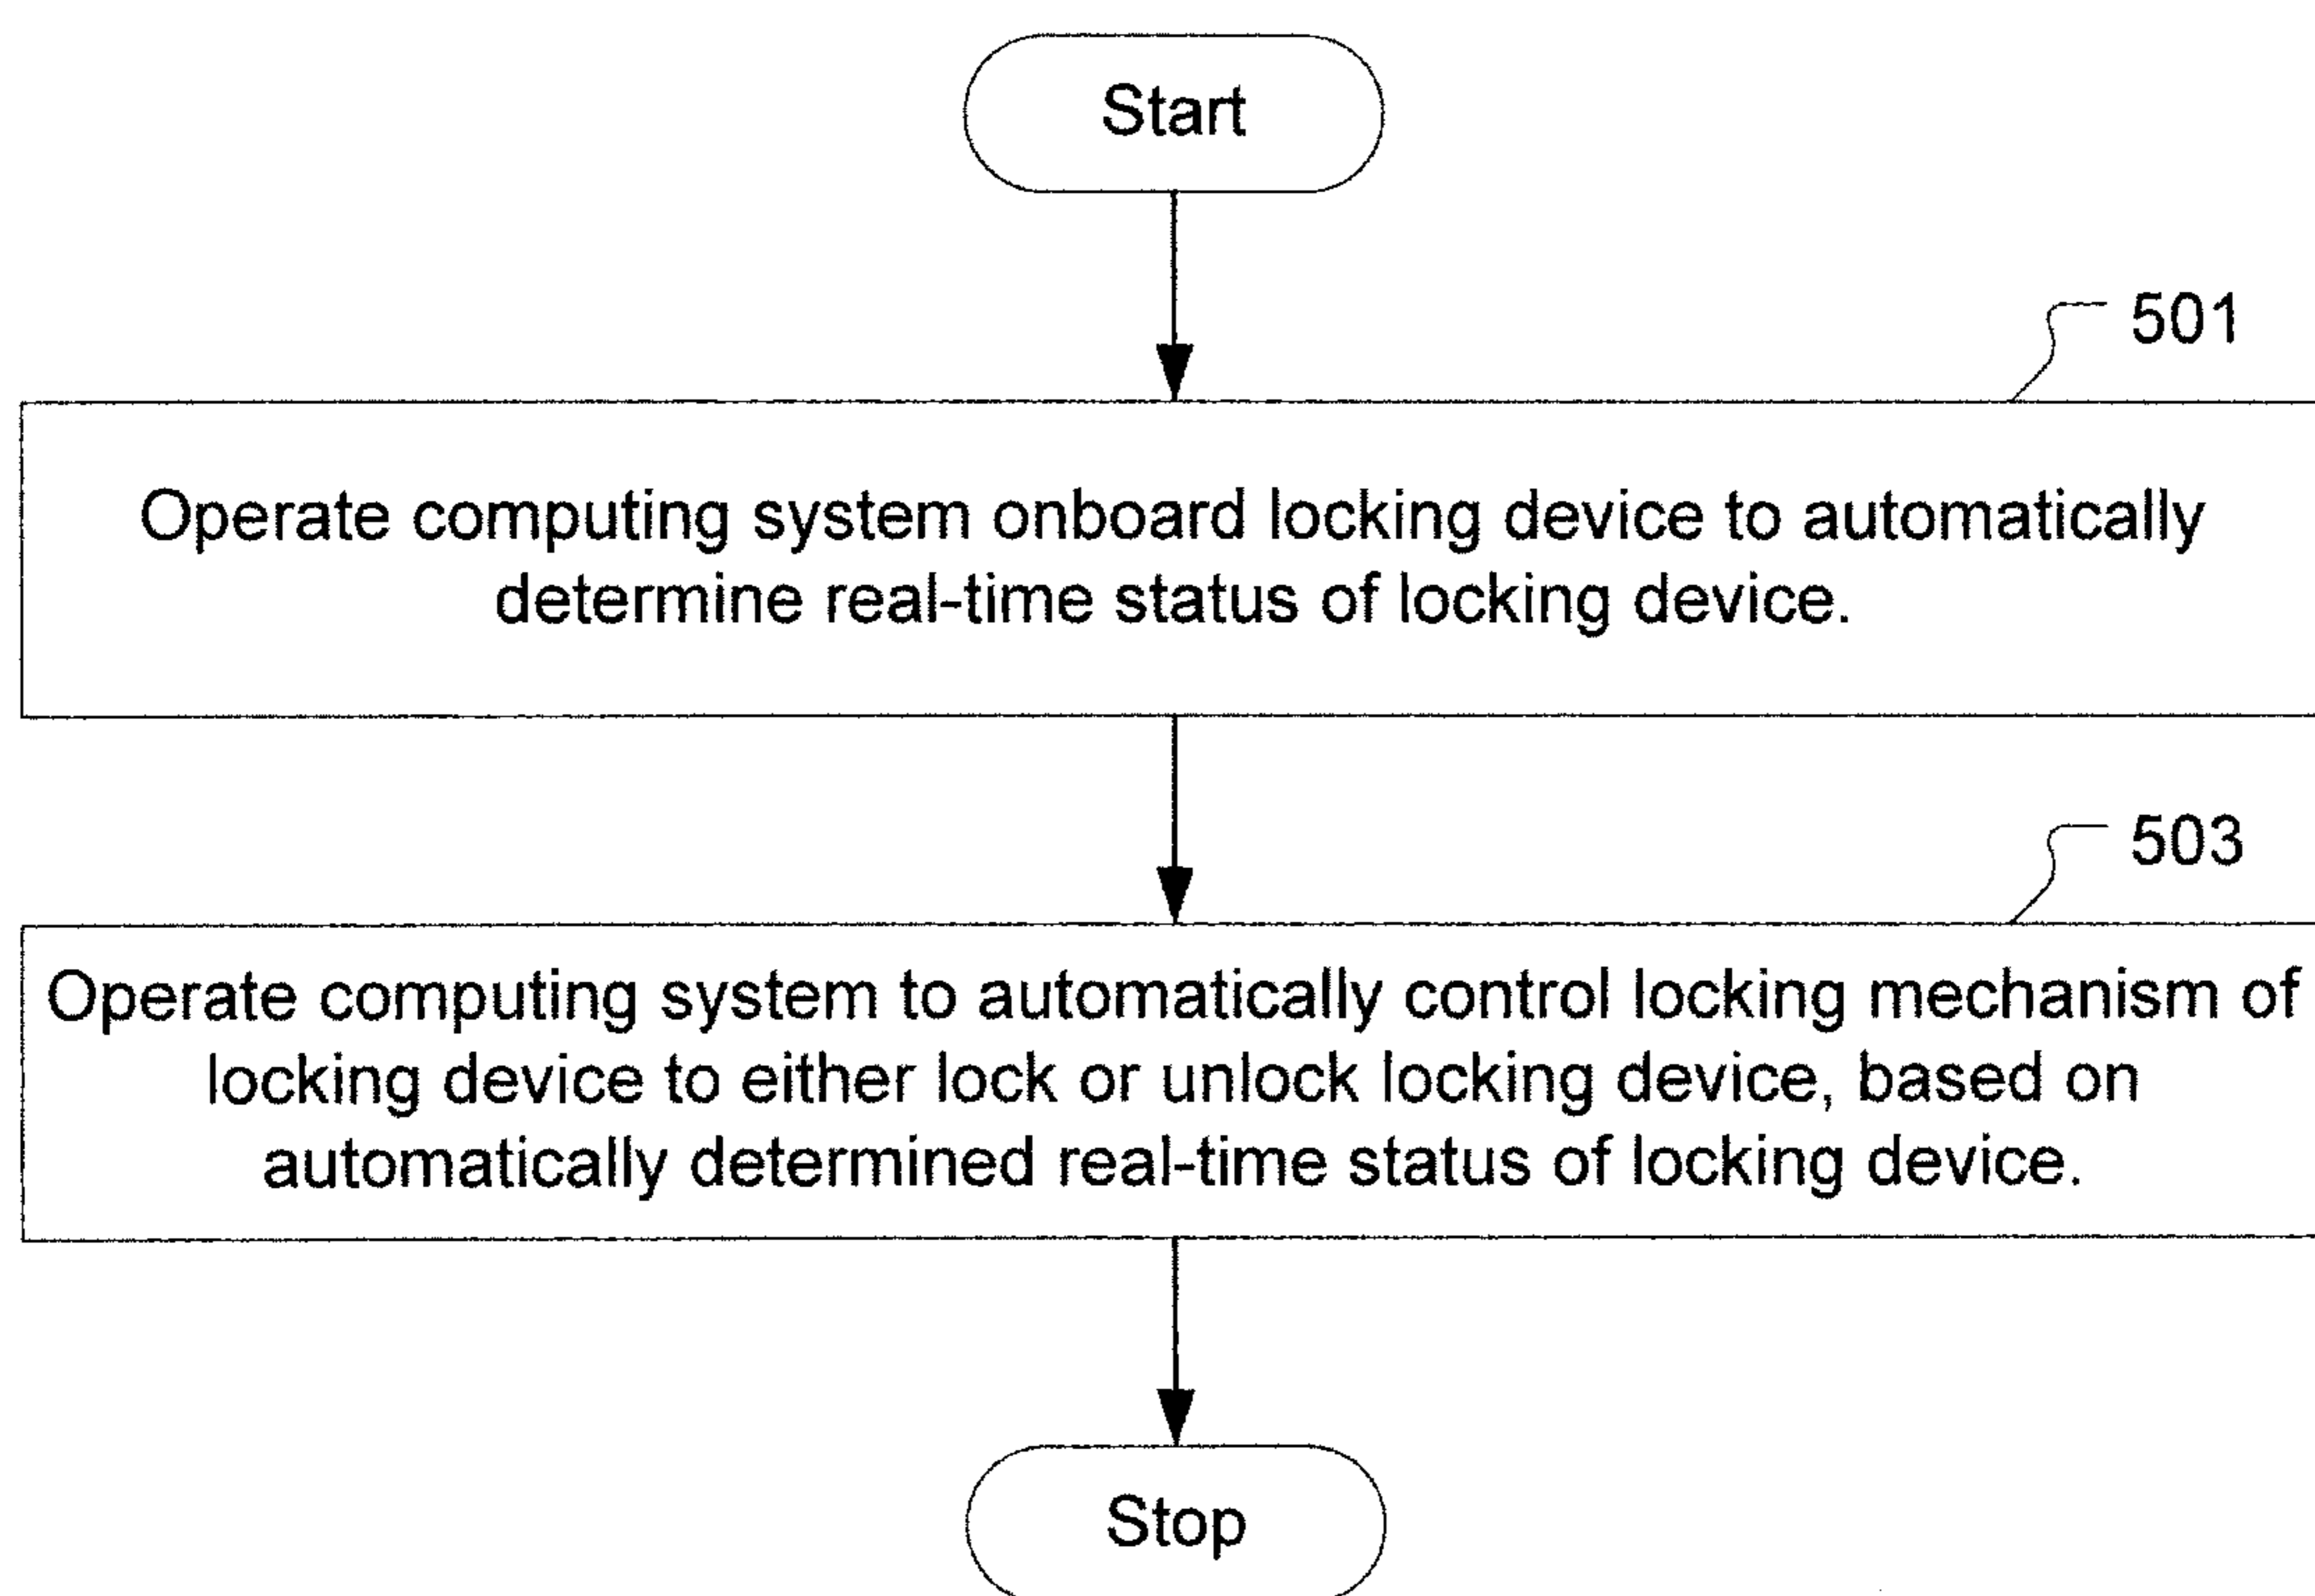 Start
501
Operate computing system onboard locking device to automatically
determine real-time status of locking device.
503
Operate computing system to automatically control locking mechanism of
locking device to either lock or unlock locking device, based on
automatically determined real-time status of locking device.
Stop